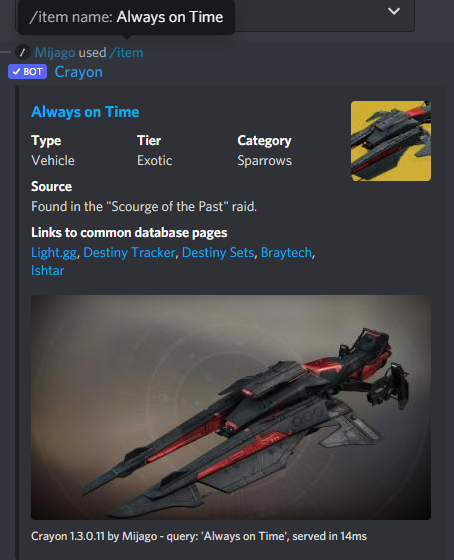 /item name: Always on Time
Mijago used /item
✓ BOT Crayon
Always on Time
Type Tier Category
Vehicle Exotic Sparrows
Source
Found in the "Scourge of the Past" raid.
Links to common database pages
Light.gg, Destiny Tracker, Destiny Sets, Braytech,
Ishtar
Crayon 1.3.0.11 by Mijago - query: 'Always on Time', served in 14ms